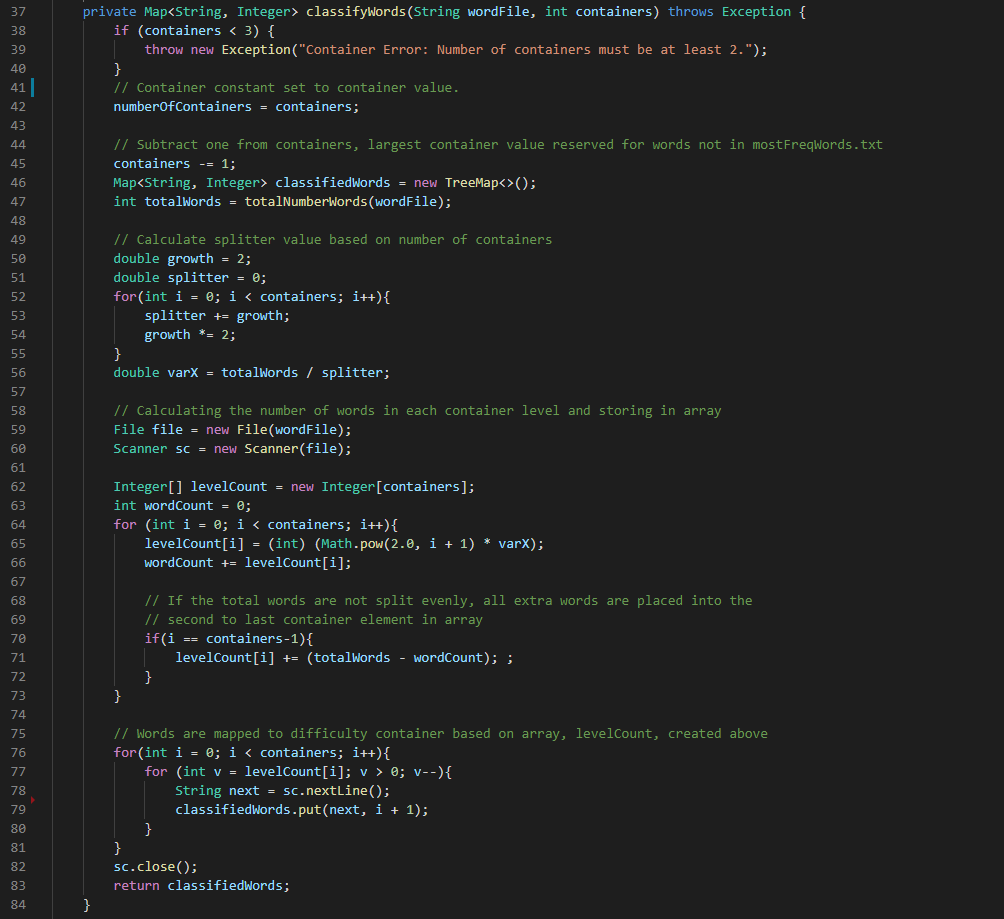 37 private Map<String, Integer> classifyWords(String wordFile, int containers) throws Exception {
38 if (containers < 3) {
39 throw new Exception("Container Error: Number of containers must be at least 2.");
40 }
41 // Container constant set to container value.
42 numberOfContainers = containers;
43
44 // Subtract one from containers, largest container value reserved for words not in mostFreqWords.txt
45 containers -= 1;
46 Map<String, Integer> classifiedWords = new TreeMap<>();
47 int totalWords = totalNumberWords(wordFile);
48
49 // Calculate splitter value based on number of containers
50 double growth = 2;
51 double splitter = 0;
52 for(int i = 0; i < containers; i++){
53 splitter += growth;
54 growth *= 2;
55 }
56 double varX = totalWords / splitter;
57
58 // Calculating the number of words in each container level and storing in array
59 File file = new File(wordFile);
60 Scanner sc = new Scanner(file);
61
62 Integer[] levelCount = new Integer[containers];
63 int wordCount = 0;
64 for (int i = 0; i < containers; i++){
65 levelCount[i] = (int) (Math.pow(2.0, i + 1) * varX);
66 wordCount += levelCount[i];
67
68 // If the total words are not split evenly, all extra words are placed into the
69 // second to last container element in array
70 if(i == containers-1){
71 levelCount[i] += (totalWords - wordCount); ;
72 }
73 }
74
75 // Words are mapped to difficulty container based on array, levelCount, created above
76 for(int i = 0; i < containers; i++){
77 for (int v = levelCount[i]; v > 0; v--){
78 String next = sc.nextLine();
79 classifiedWords.put(next, i + 1);
80 }
81 }
82 sc.close();
83 return classifiedWords;
84 }